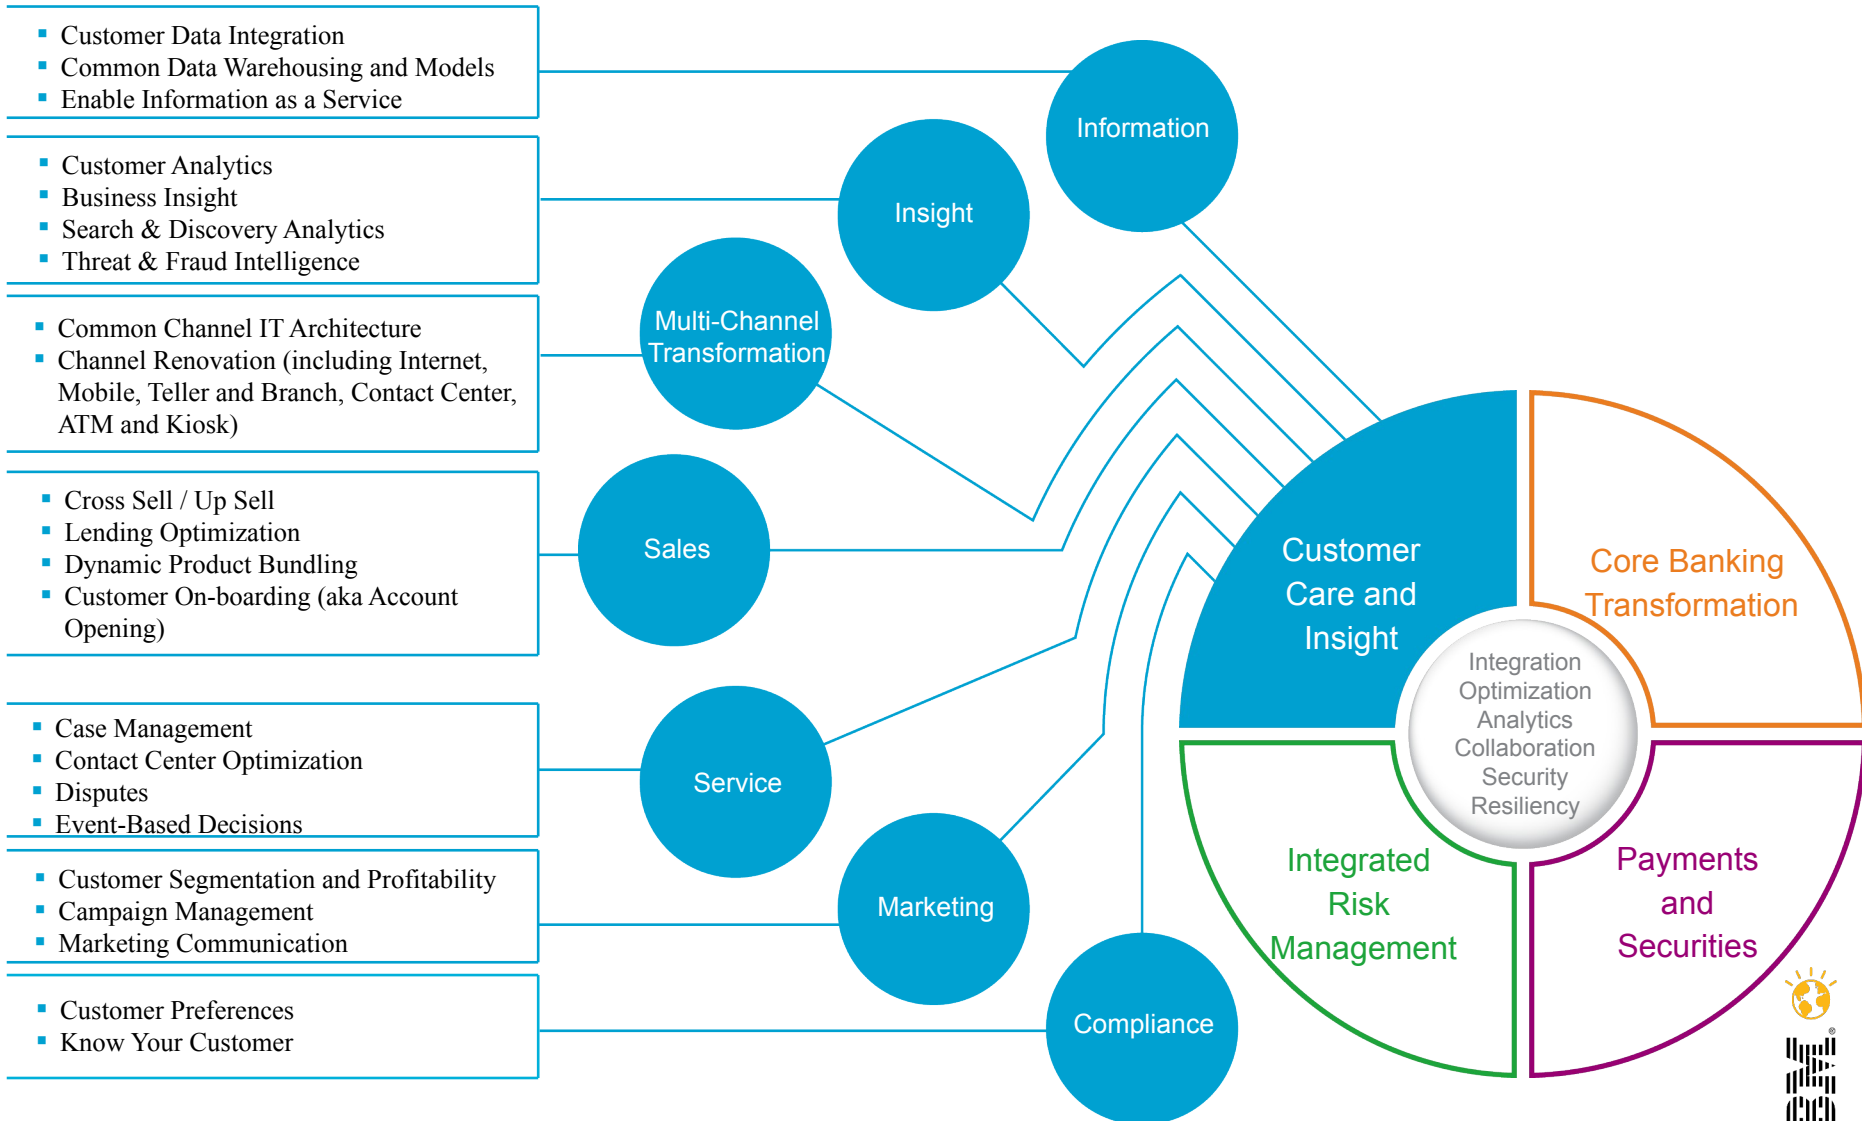 Customer Data Integration
Common Data Warehousing and Models
Enable Information as a Service
Customer Analytics
Business Insight
Search & Discovery Analytics
Threat & Fraud Intelligence
Common Channel IT Architecture
Channel Renovation (including Internet,
Mobile, Teller and Branch, Contact Center,
ATM and Kiosk)
Cross Sell / Up Sell
Lending Optimization
Dynamic Product Bundling
Customer On-boarding (aka Account
Opening)
Case Management
Contact Center Optimization
Disputes
Event-Based Decisions
Customer Segmentation and Profitability
Campaign Management
Marketing Communication
Customer Preferences
Know Your Customer
Information
Insight
Multi-Channel
Transformation
Sales
Service
Marketing
Compliance
Customer
Care and
Insight
Core Banking
Transformation
Integration
Optimization
Analytics
Collaboration
Security
Resiliency
Integrated
Risk
Management
Payments
and
Securities
IBM®